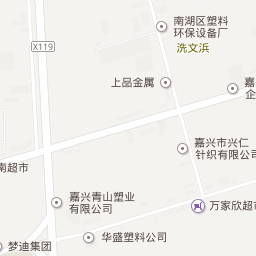 南湖区塑料
环保设备厂
洗文浜
X119
上品金属
嘉
企
嘉兴市兴仁
针织有限公司
南超市
嘉兴青山塑业
有限公司
万家欣超市
华盛塑料公司
梦迪集团